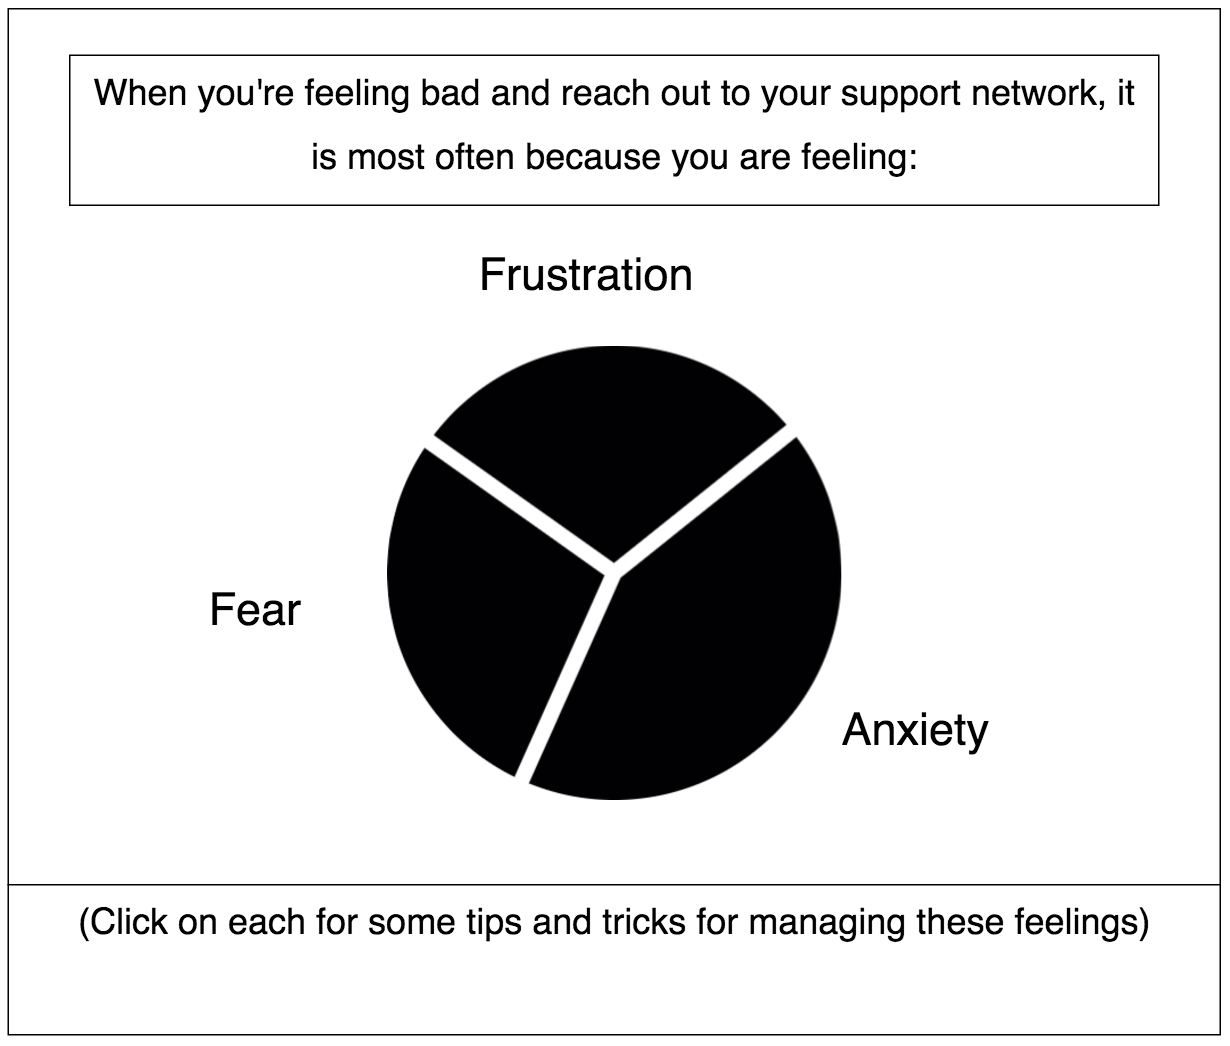 When you're feeling bad and reach out to your support network, it
is most often because you are feeling:
Frustration
Fear
Anxiety
(Click on each for some tips and tricks for managing these feelings)